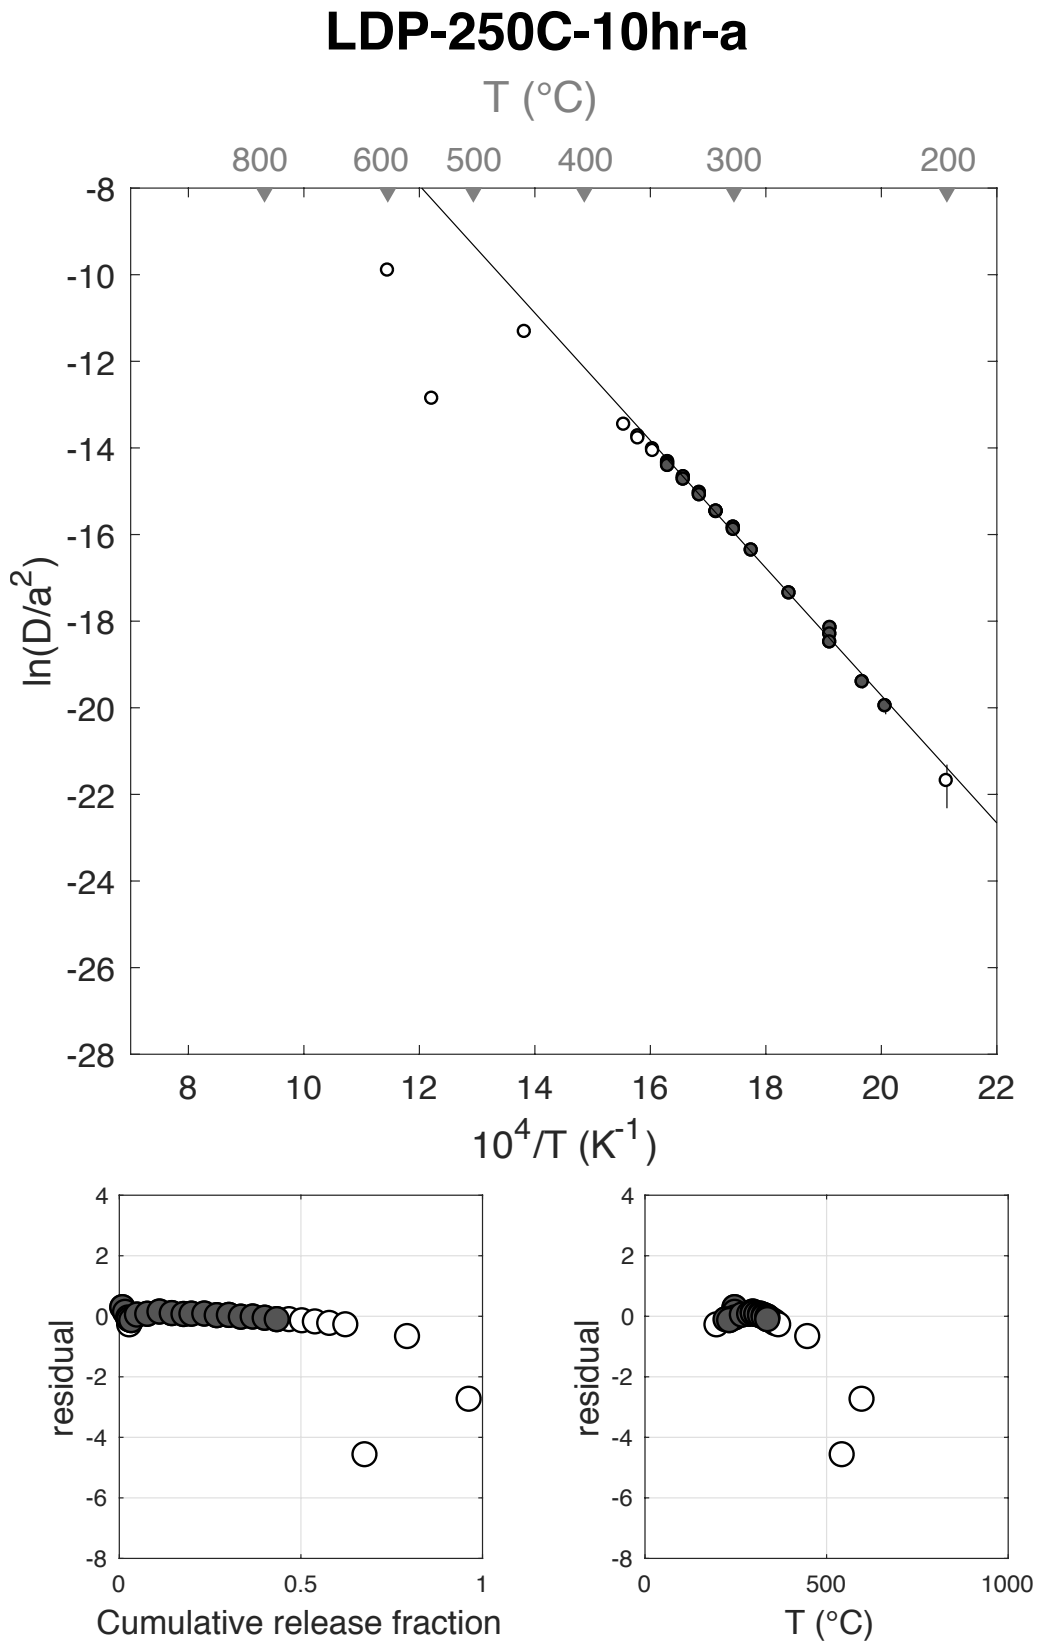 LDP-250C-10hr-a
T (°C)
800 600 500 400 300 200
-8
-10
-12
-14
-16
-18
-20
-22
-24
-26
-28
ln(D/a²)
8 10 12 14 16 18 20 22
10⁴/T (K⁻¹)
4
2
0
-2
-4
-6
-8
residual
0 0.5 1
Cumulative release fraction
4
2
0
-2
-4
-6
-8
residual
0 500 1000
T (°C)